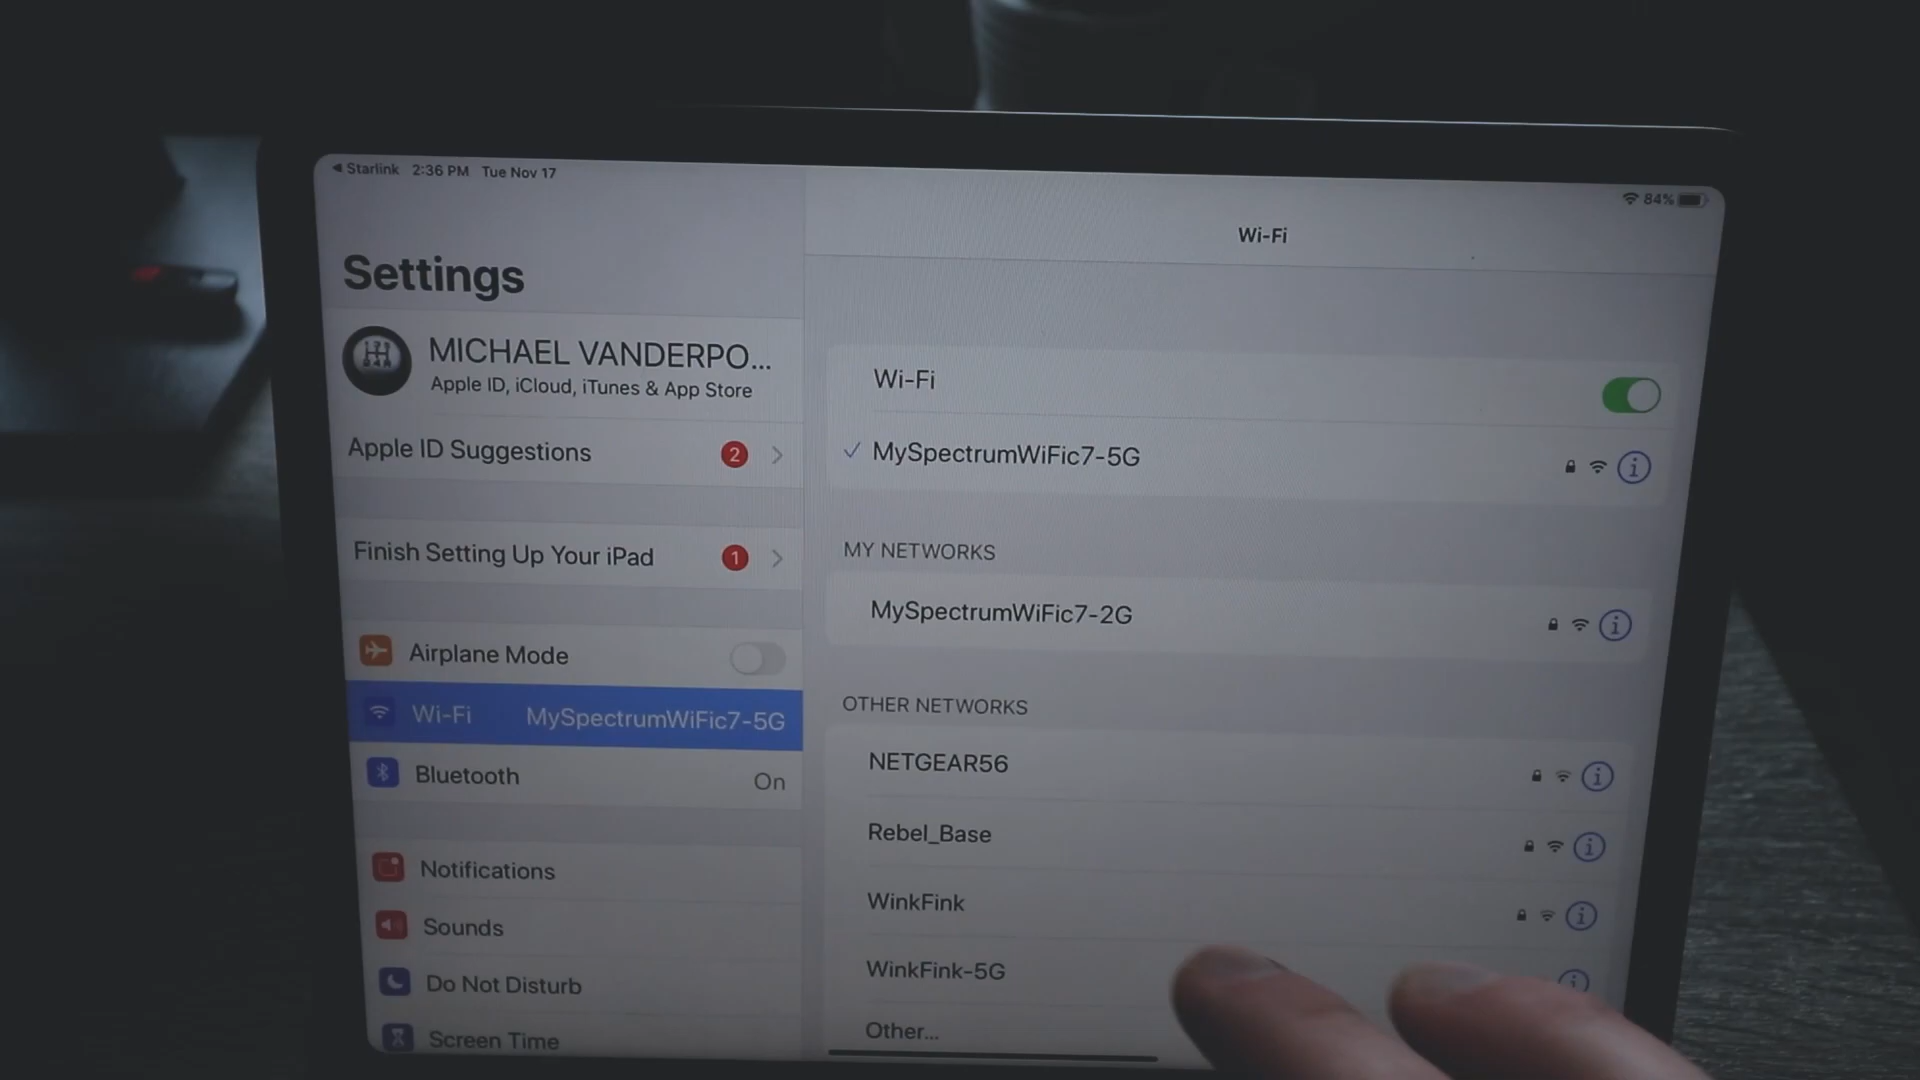 ◀ Starlink 2:36 PM Tue Nov 17
84%
Settings
MICHAEL VANDERPO...
Apple ID, iCloud, iTunes & App Store
Apple ID Suggestions 2
Finish Setting Up Your iPad 1
Airplane Mode
Wi-Fi MySpectrumWiFic7-5G
Bluetooth On
Notifications
Sounds
Do Not Disturb
Screen Time
Wi-Fi
Wi-Fi
MySpectrumWiFic7-5G
MY NETWORKS
MySpectrumWiFic7-2G
OTHER NETWORKS
NETGEAR56
Rebel_Base
WinkFink
WinkFink-5G
Other...